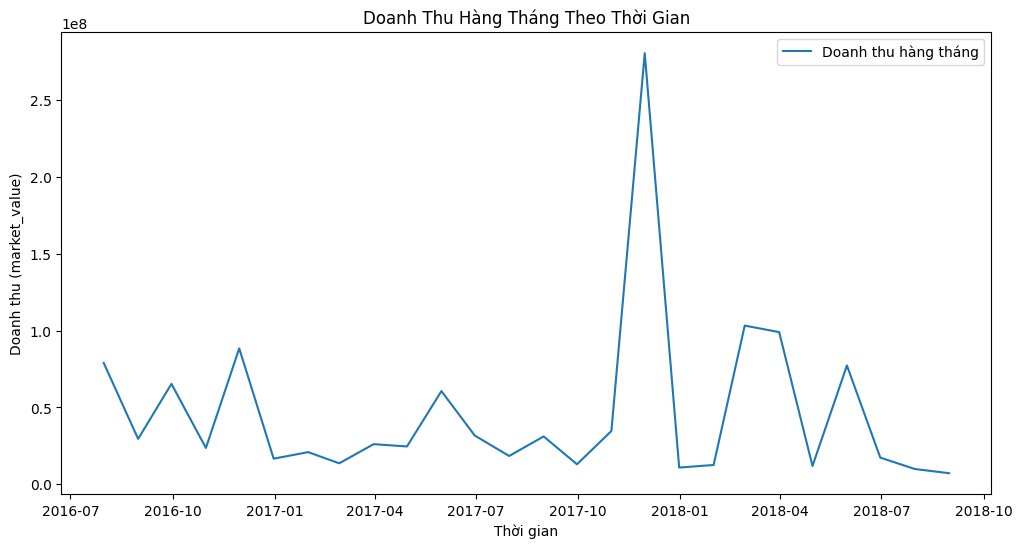 Doanh Thu Hàng Tháng Theo Thời Gian
1e8
Doanh thu hàng tháng
Doanh thu (market_value)
2.5
2.0
1.5
1.0
0.5
0.0
2016-07 2016-10 2017-01 2017-04 2017-07 2017-10 2018-01 2018-04 2018-07 2018-10
Thời gian